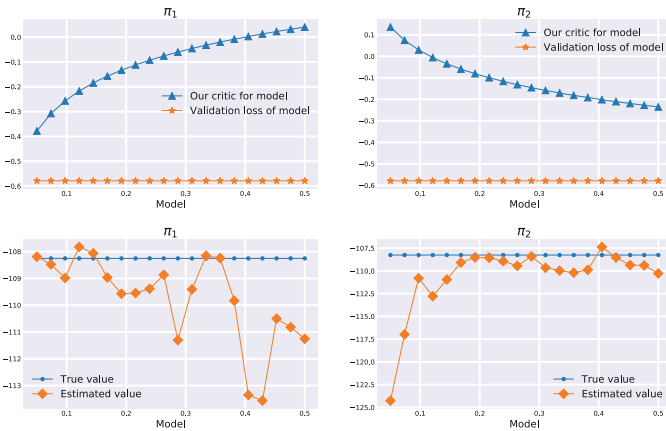 π₁
0.0
−0.1
−0.2
−0.3
−0.4
−0.5
−0.6
Our critic for model
Validation loss of model
0.1 0.2 0.3 0.4 0.5
Model
π₂
0.1
0.0
−0.1
−0.2
−0.3
−0.4
−0.5
−0.6
Our critic for model
Validation loss of model
0.1 0.2 0.3 0.4 0.5
Model
π₁
−108
−109
−110
−111
−112
−113
True value
Estimated value
0.1 0.2 0.3 0.4 0.5
Model
π₂
−107.5
−110.0
−112.5
−115.0
−117.5
−120.0
−122.5
−125.0
True value
Estimated value
0.1 0.2 0.3 0.4 0.5
Model